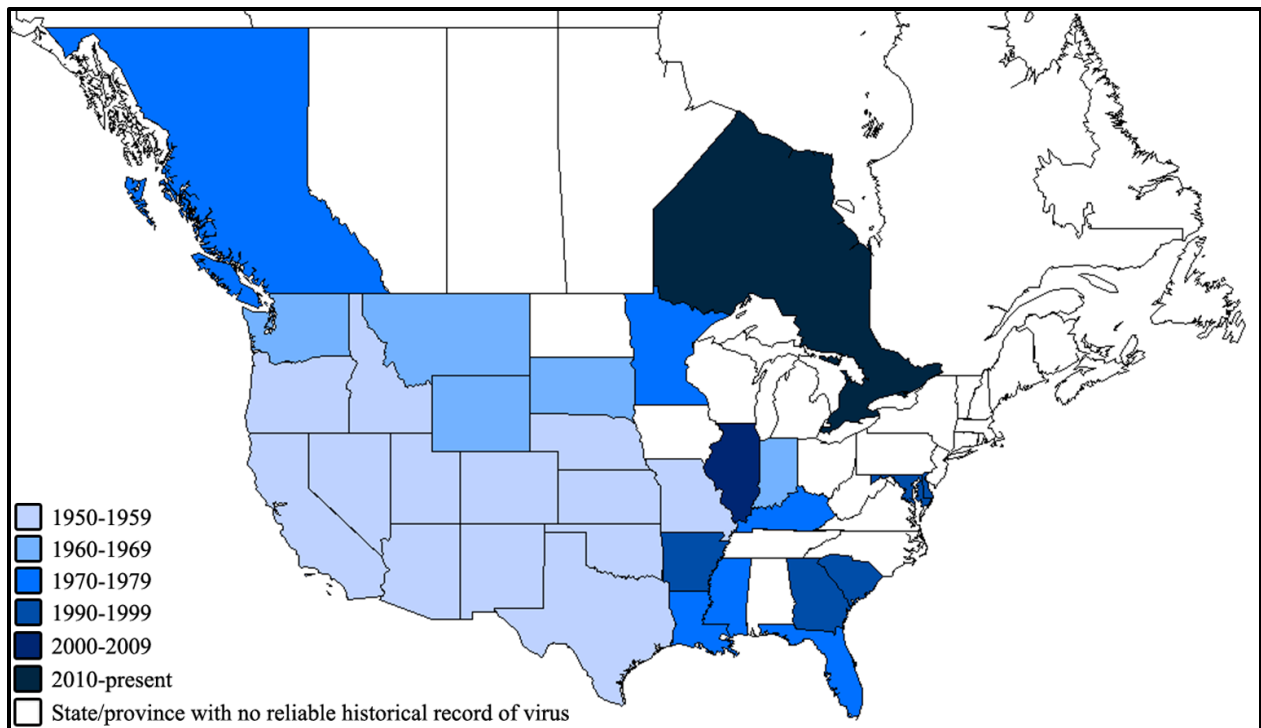 1950-1959
1960-1969
1970-1979
1990-1999
2000-2009
2010-present
State/province with no reliable historical record of virus